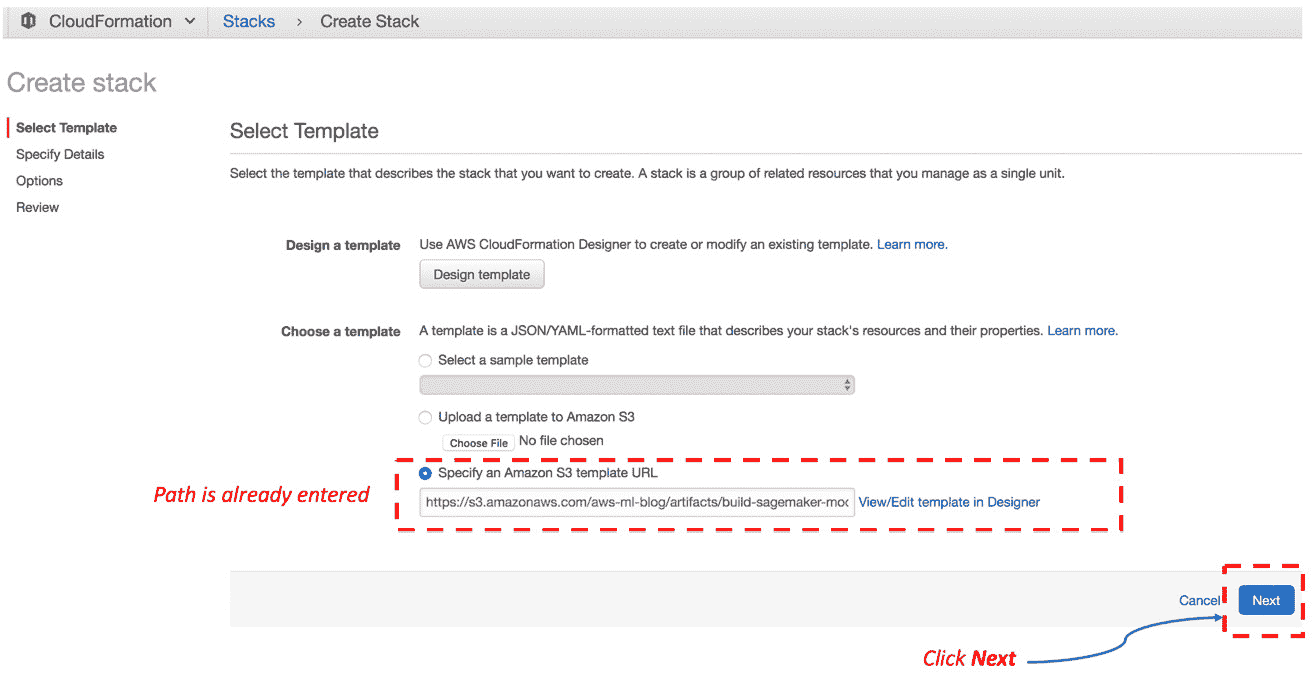 CloudFormation Stacks > Create Stack
Create stack
Select Template
Specify Details
Options
Review
Select Template
Select the template that describes the stack that you want to create. A stack is a group of related resources that you manage as a single unit.
Design a template Use AWS CloudFormation Designer to create or modify an existing template. Learn more.
Design template
Choose a template A template is a JSON/YAML-formatted text file that describes your stack's resources and their properties. Learn more.
Select a sample template
Upload a template to Amazon S3
Choose File No file chosen
Specify an Amazon S3 template URL
Path is already entered
https://s3.amazonaws.com/aws-ml-blog/artifacts/build-sagemaker-moc View/Edit template in Designer
Cancel Next
Click Next